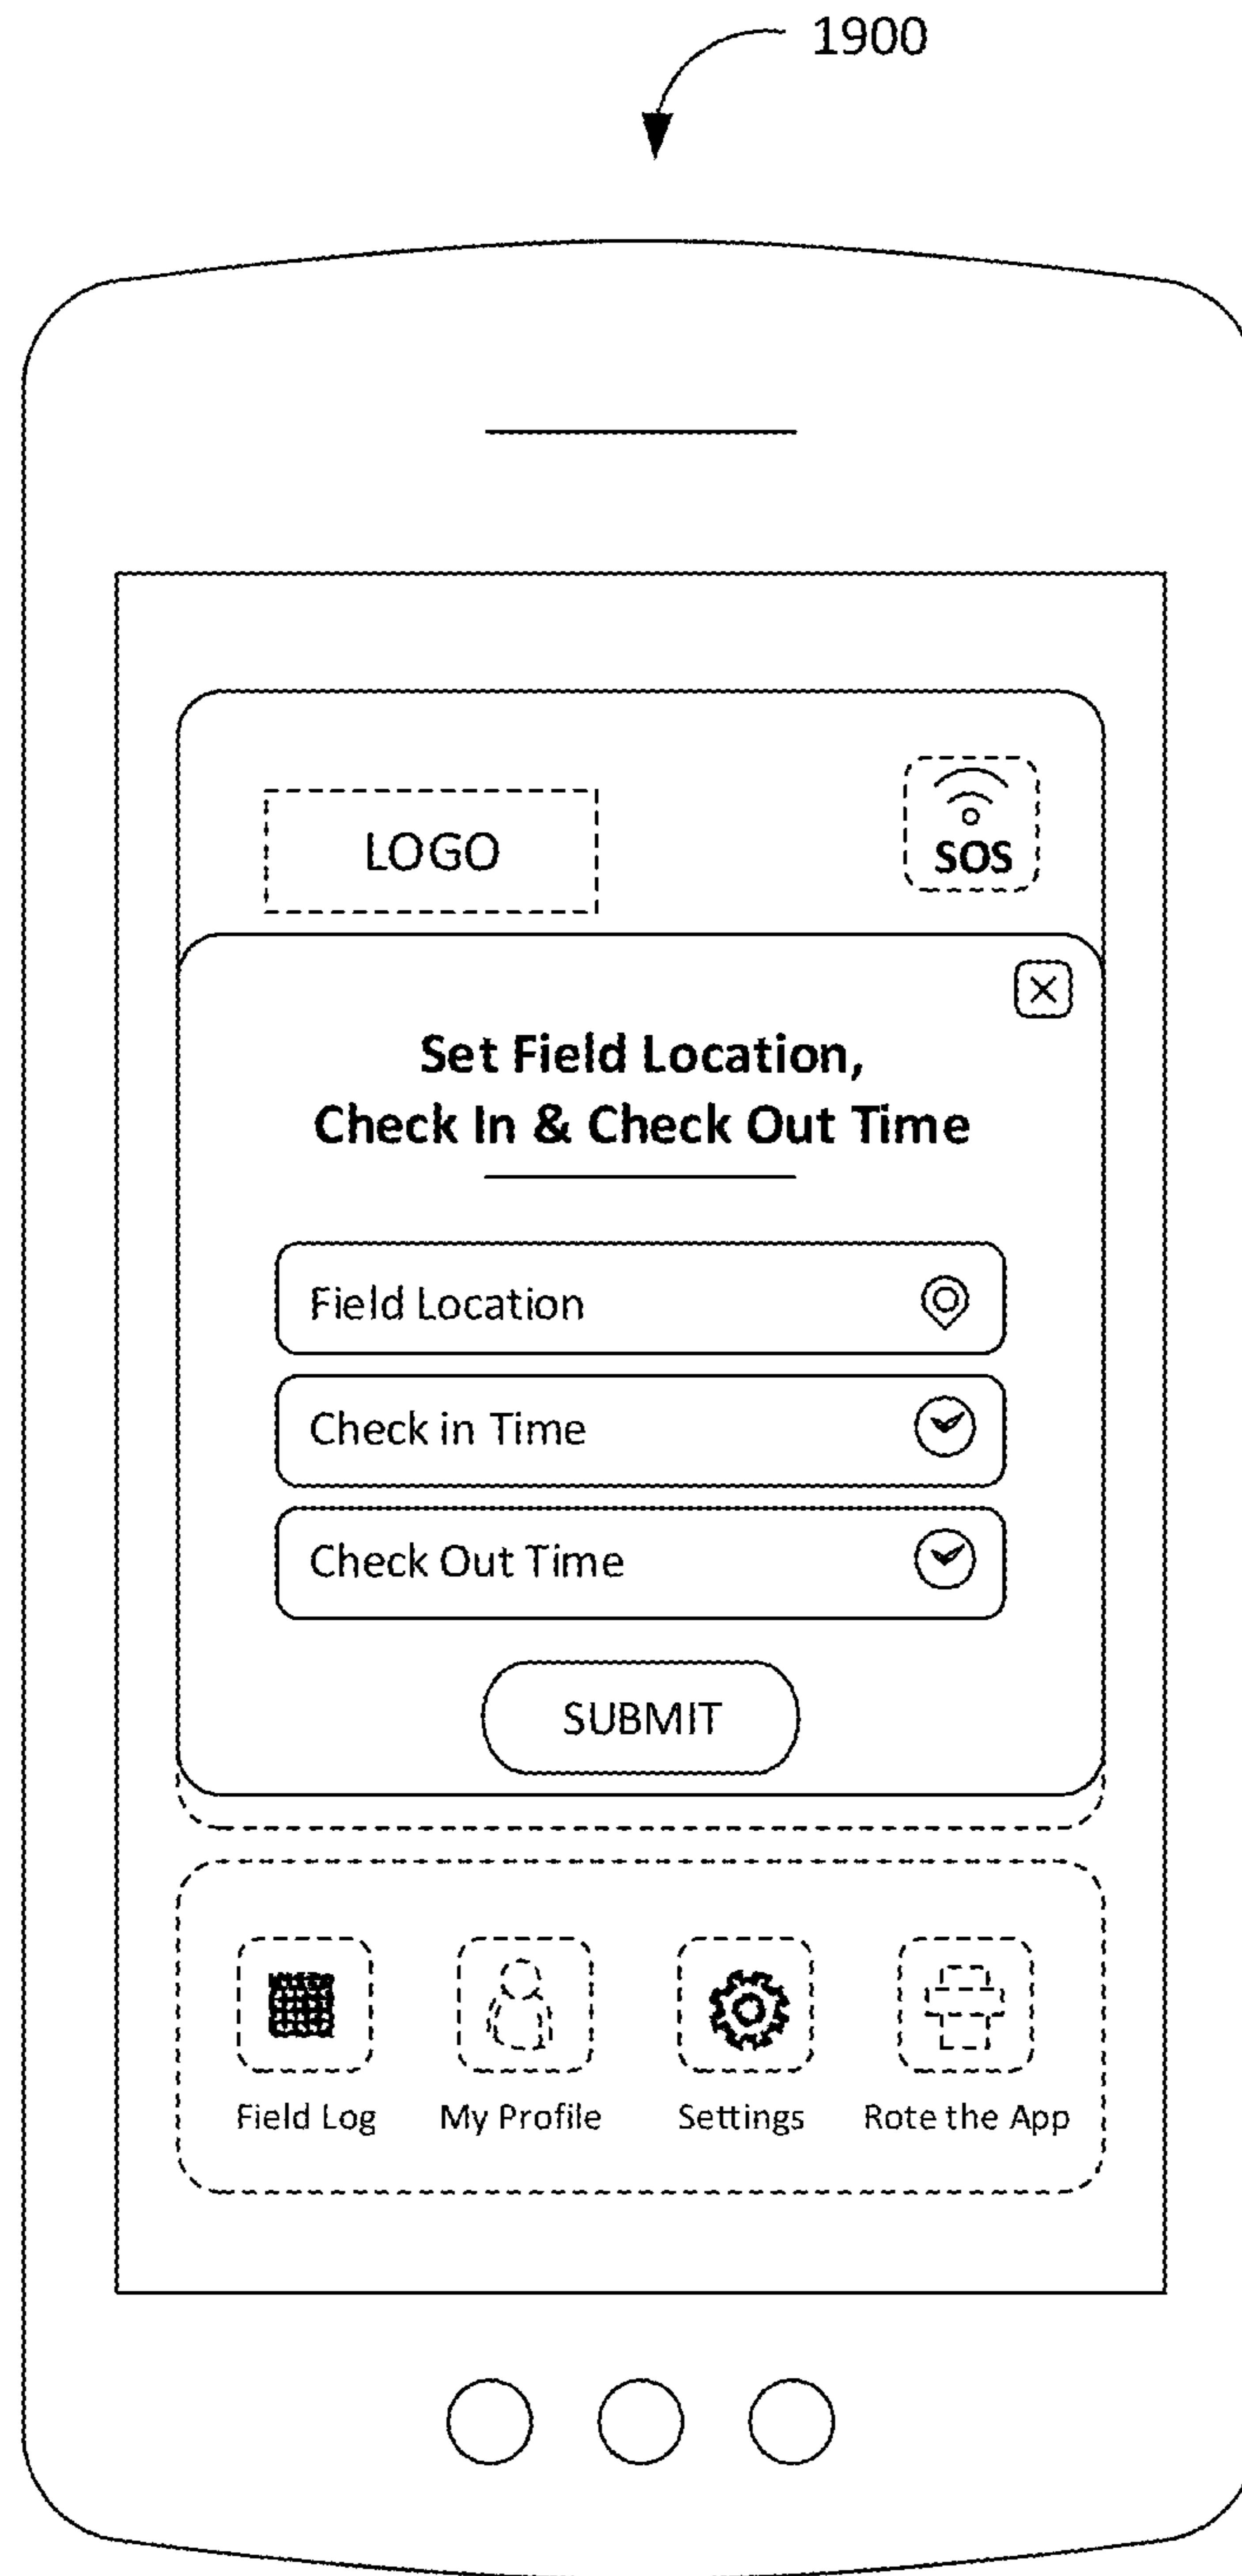 1900
LOGO
SOS
Set Field Location,
Check In & Check Out Time
Field Location
Check in Time
Check Out Time
SUBMIT
Field Log
My Profile
Settings
Rote the App